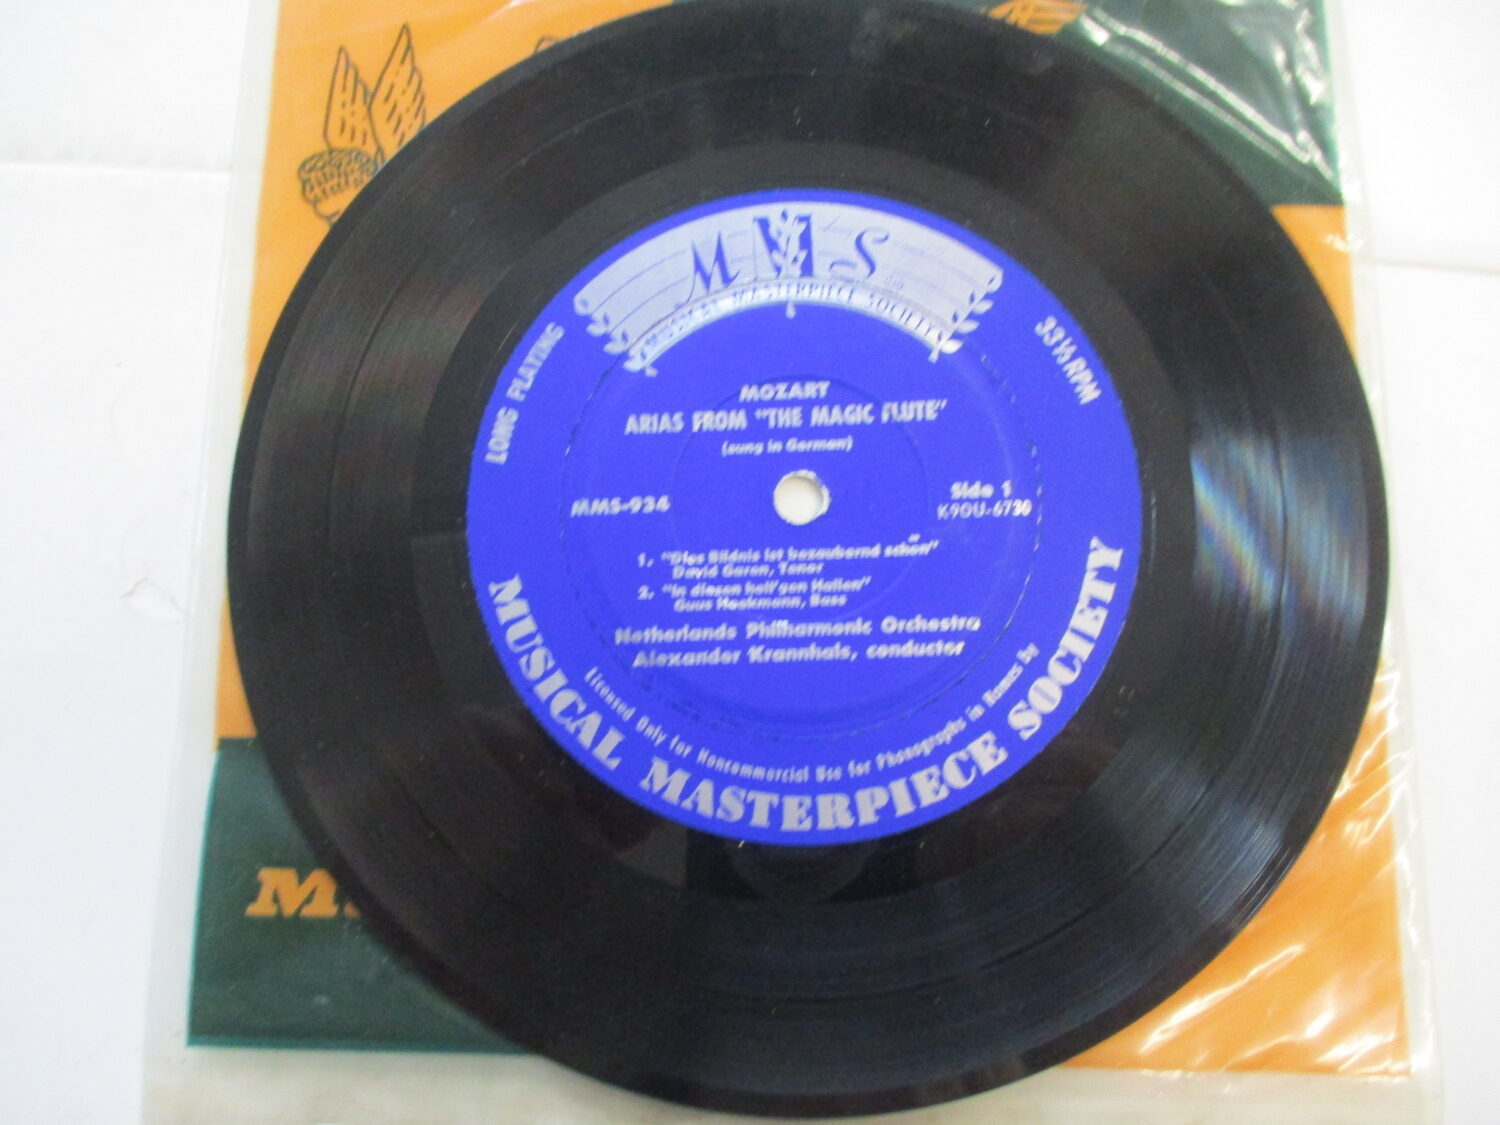 MMS
MUSICAL MASTERPIECE SOCIETY
LONG PLAYING
33⅓ RPM
MOZART
ARIAS FROM "THE MAGIC FLUTE"
(sung in German)
MMS-934
Side 1
K9OU-6730
1. "Dies Bildnis ist bezaubernd schön"
David Garen, Tenor
2. "In diesen heil'gen Hallen"
Guus Hoekmann, Bass
Netherlands Philharmonic Orchestra
Alexander Krannhals, conductor
Licensed Only for Noncommercial Use for Phonographs in Homes by
MUSICAL MASTERPIECE SOCIETY